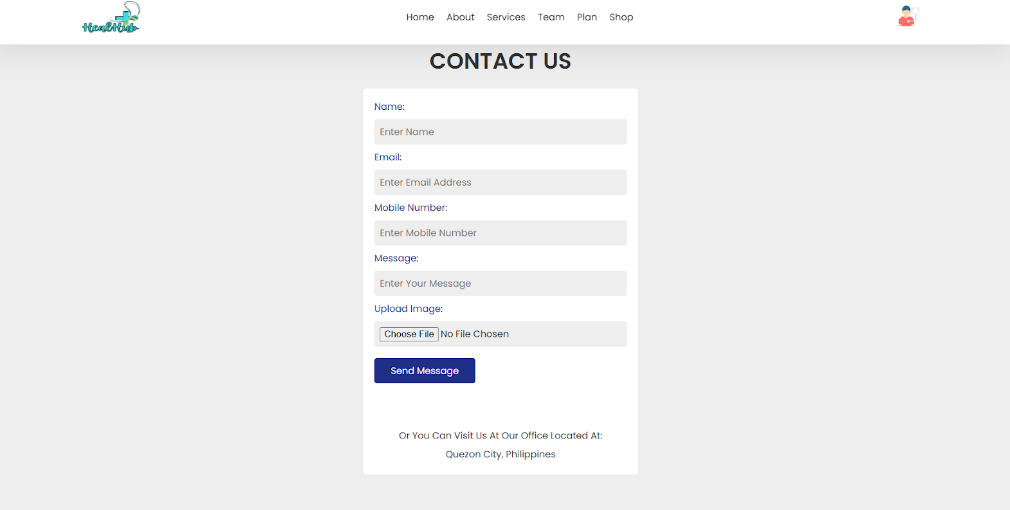 HealHub
Home About Services Team Plan Shop
CONTACT US
Name:
Enter Name
Email:
Enter Email Address
Mobile Number:
Enter Mobile Number
Message:
Enter Your Message
Upload Image:
Choose File No File Chosen
Send Message
Or You Can Visit Us At Our Office Located At:
Quezon City, Philippines